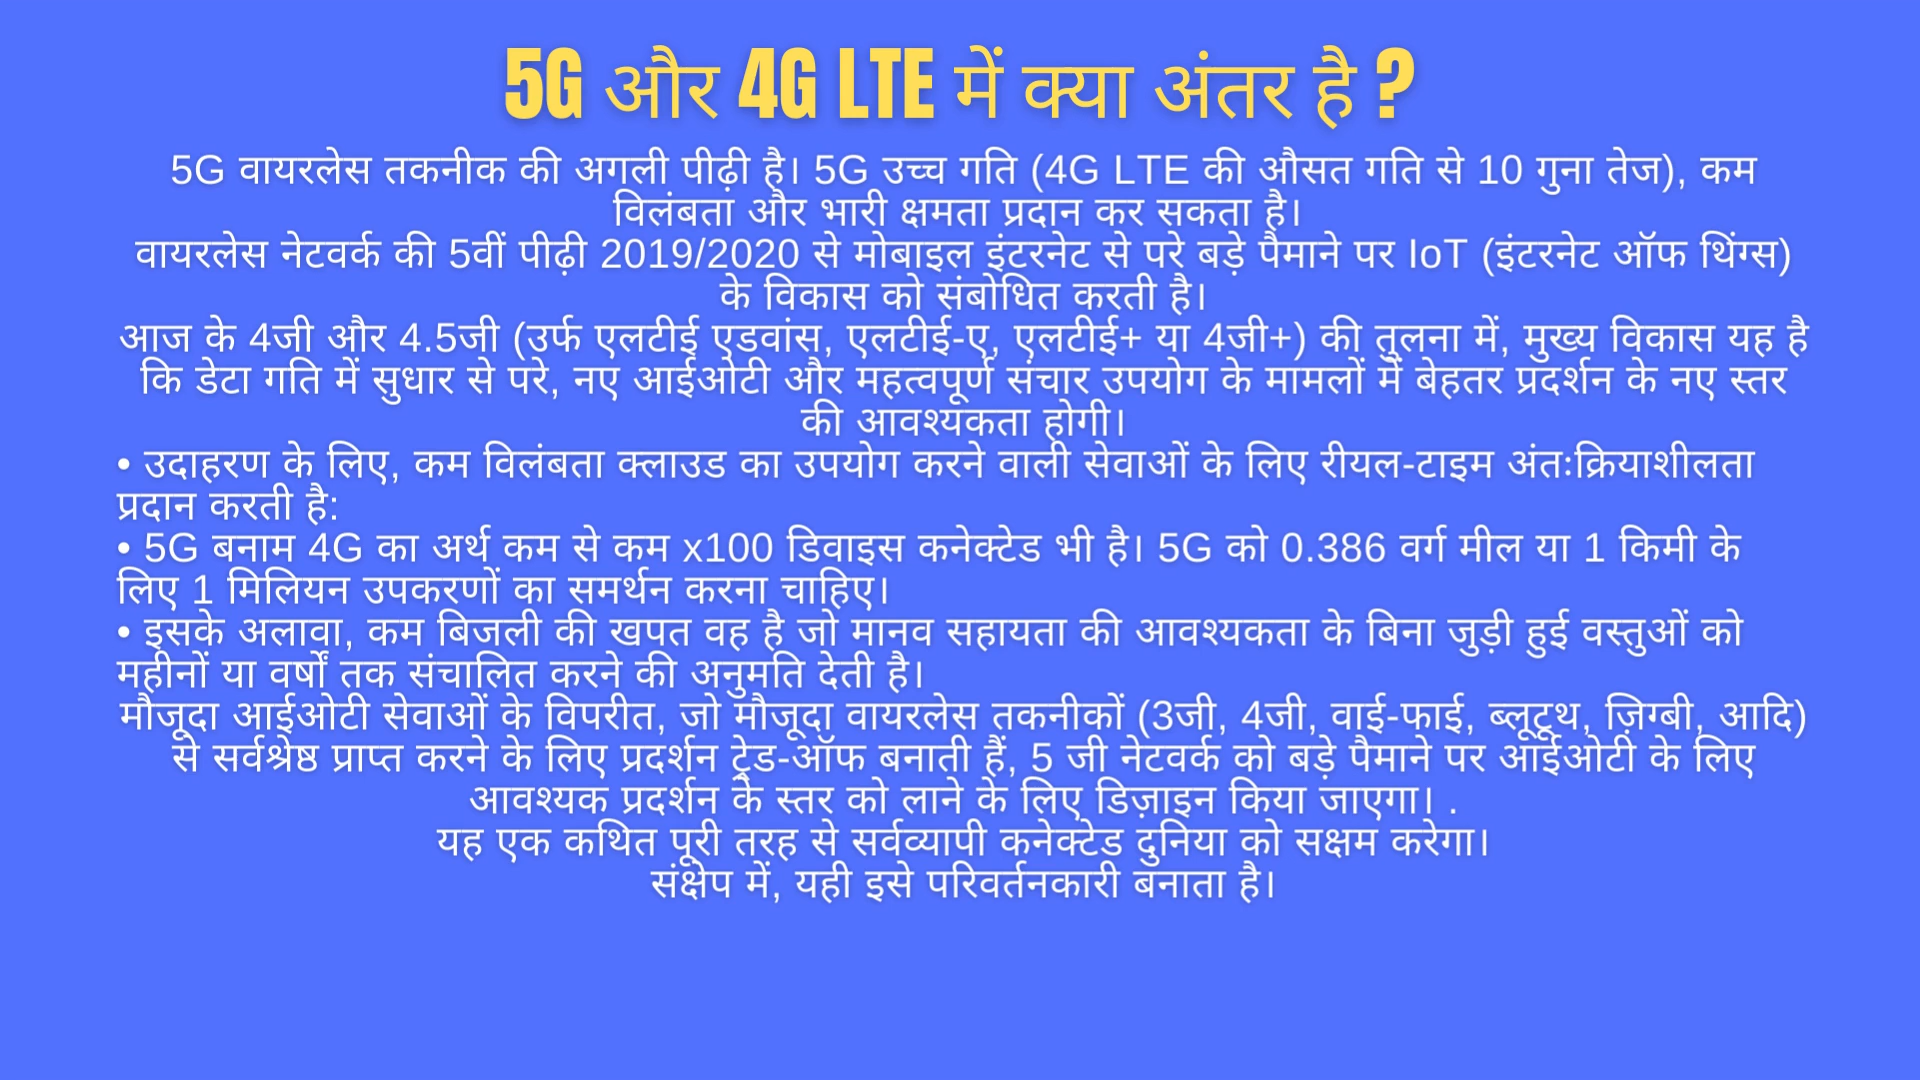 5G और 4G LTE में क्या अंतर है ?
5G वायरलेस तकनीक की अगली पीढ़ी है। 5G उच्च गति (4G LTE की औसत गति से 10 गुना तेज), कम
विलंबता और भारी क्षमता प्रदान कर सकता है।
वायरलेस नेटवर्क की 5वीं पीढ़ी 2019/2020 से मोबाइल इंटरनेट से परे बड़े पैमाने पर IoT (इंटरनेट ऑफ थिंग्स)
के विकास को संबोधित करती है।
आज के 4जी और 4.5जी (उर्फ एलटीई एडवांस, एलटीई-ए, एलटीई+ या 4जी+) की तुलना में, मुख्य विकास यह है
कि डेटा गति में सुधार से परे, नए आईओटी और महत्वपूर्ण संचार उपयोग के मामलों में बेहतर प्रदर्शन के नए स्तर
की आवश्यकता होगी।
• उदाहरण के लिए, कम विलंबता क्लाउड का उपयोग करने वाली सेवाओं के लिए रीयल-टाइम अंतःक्रियाशीलता
प्रदान करती है:
• 5G बनाम 4G का अर्थ कम से कम x100 डिवाइस कनेक्टेड भी है। 5G को 0.386 वर्ग मील या 1 किमी के
लिए 1 मिलियन उपकरणों का समर्थन करना चाहिए।
• इसके अलावा, कम बिजली की खपत वह है जो मानव सहायता की आवश्यकता के बिना जुड़ी हुई वस्तुओं को
महीनों या वर्षों तक संचालित करने की अनुमति देती है।
मौजूदा आईओटी सेवाओं के विपरीत, जो मौजूदा वायरलेस तकनीकों (3जी, 4जी, वाई-फाई, ब्लूटूथ, ज़िग्बी, आदि)
से सर्वश्रेष्ठ प्राप्त करने के लिए प्रदर्शन ट्रेड-ऑफ बनाती हैं, 5 जी नेटवर्क को बड़े पैमाने पर आईओटी के लिए
आवश्यक प्रदर्शन के स्तर को लाने के लिए डिज़ाइन किया जाएगा। .
यह एक कथित पूरी तरह से सर्वव्यापी कनेक्टेड दुनिया को सक्षम करेगा।
संक्षेप में, यही इसे परिवर्तनकारी बनाता है।